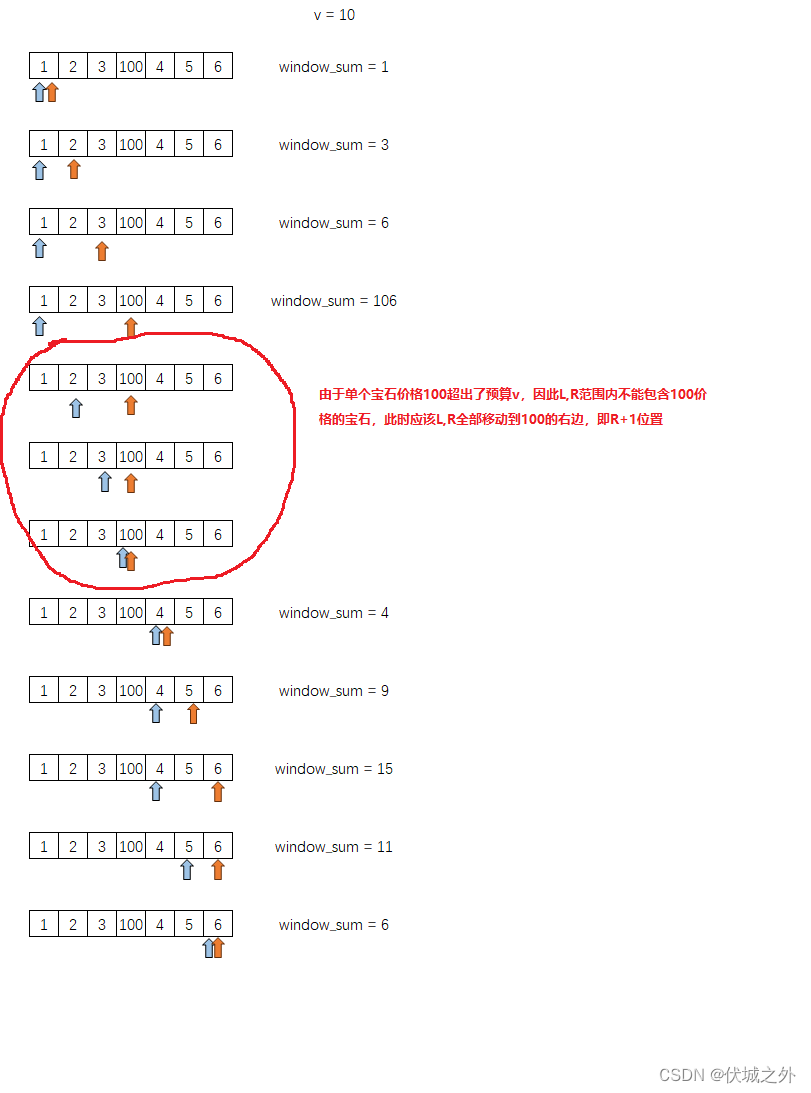 v = 10
1 2 3 100 4 5 6 window_sum = 1
1 2 3 100 4 5 6 window_sum = 3
1 2 3 100 4 5 6 window_sum = 6
1 2 3 100 4 5 6 window_sum = 106
1 2 3 100 4 5 6
由于单个宝石价格100超出了预算v，因此L,R范围内不能包含100价
格的宝石，此时应该L,R全部移动到100的右边，即R+1位置
1 2 3 100 4 5 6
1 2 3 100 4 5 6
1 2 3 100 4 5 6 window_sum = 4
1 2 3 100 4 5 6 window_sum = 9
1 2 3 100 4 5 6 window_sum = 15
1 2 3 100 4 5 6 window_sum = 11
1 2 3 100 4 5 6 window_sum = 6
CSDN @伏城之外